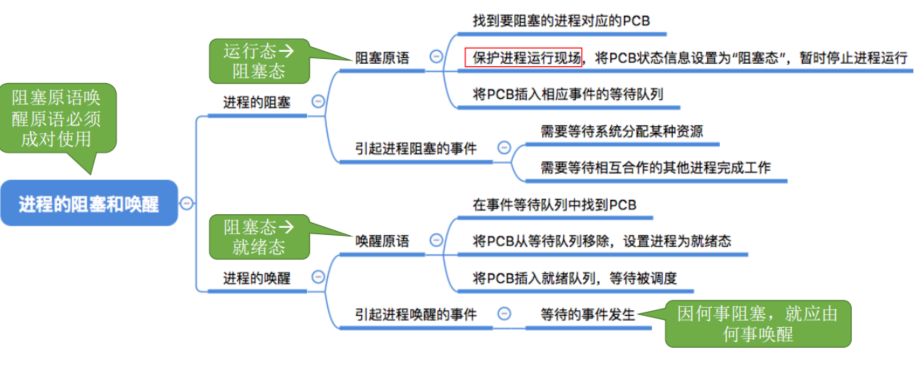 找到要阻塞的进程对应的PCB
运行态→
阻塞态
阻塞原语
保护进程运行现场，将PCB状态信息设置为“阻塞态”，暂时停止进程运行
阻塞原语唤
醒原语必须
成对使用
进程的阻塞
将PCB插入相应事件的等待队列
需要等待系统分配某种资源
引起进程阻塞的事件
需要等待相互合作的其他进程完成工作
进程的阻塞和唤醒
在事件等待队列中找到PCB
阻塞态→
就绪态
唤醒原语
将PCB从等待队列移除，设置进程为就绪态
进程的唤醒
将PCB插入就绪队列，等待被调度
引起进程唤醒的事件
等待的事件发生
因何事阻塞，就应由
何事唤醒